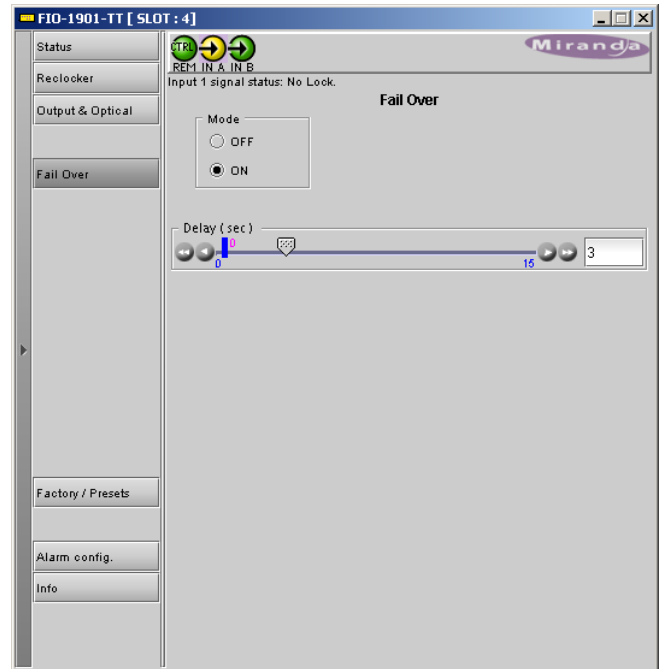 FIO-1901-TT [ SLOT : 4]
Status
Reclocker
Output & Optical
Fail Over
Factory / Presets
Alarm config.
Info
CTRL
REM IN A IN B
Miranda
Input 1 signal status: No Lock.
Fail Over
Mode
OFF
ON
Delay ( sec )
0
0
15
3